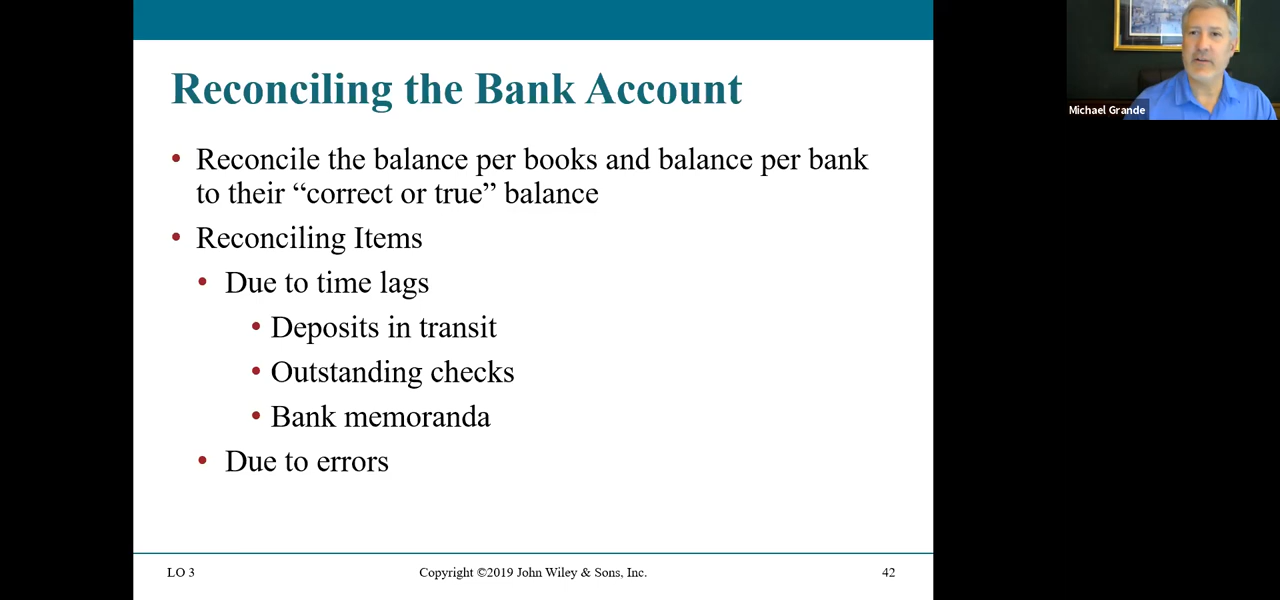 Reconciling the Bank Account
• Reconcile the balance per books and balance per bank
to their “correct or true” balance
• Reconciling Items
• Due to time lags
• Deposits in transit
• Outstanding checks
• Bank memoranda
• Due to errors
LO 3
Copyright ©2019 John Wiley & Sons, Inc.
42
Michael Grande